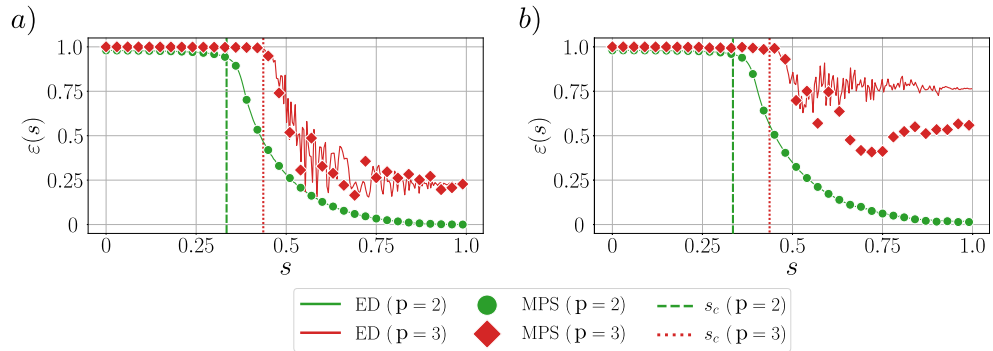 a)
b)
ε(s)
1.0
0.75
0.5
0.25
0
0 0.25 0.5 0.75 1.0
s
ε(s)
1.0
0.75
0.5
0.25
0
0 0.25 0.5 0.75 1.0
s
ED (p = 2) MPS (p = 2) s_c (p = 2)
ED (p = 3) MPS (p = 3) s_c (p = 3)